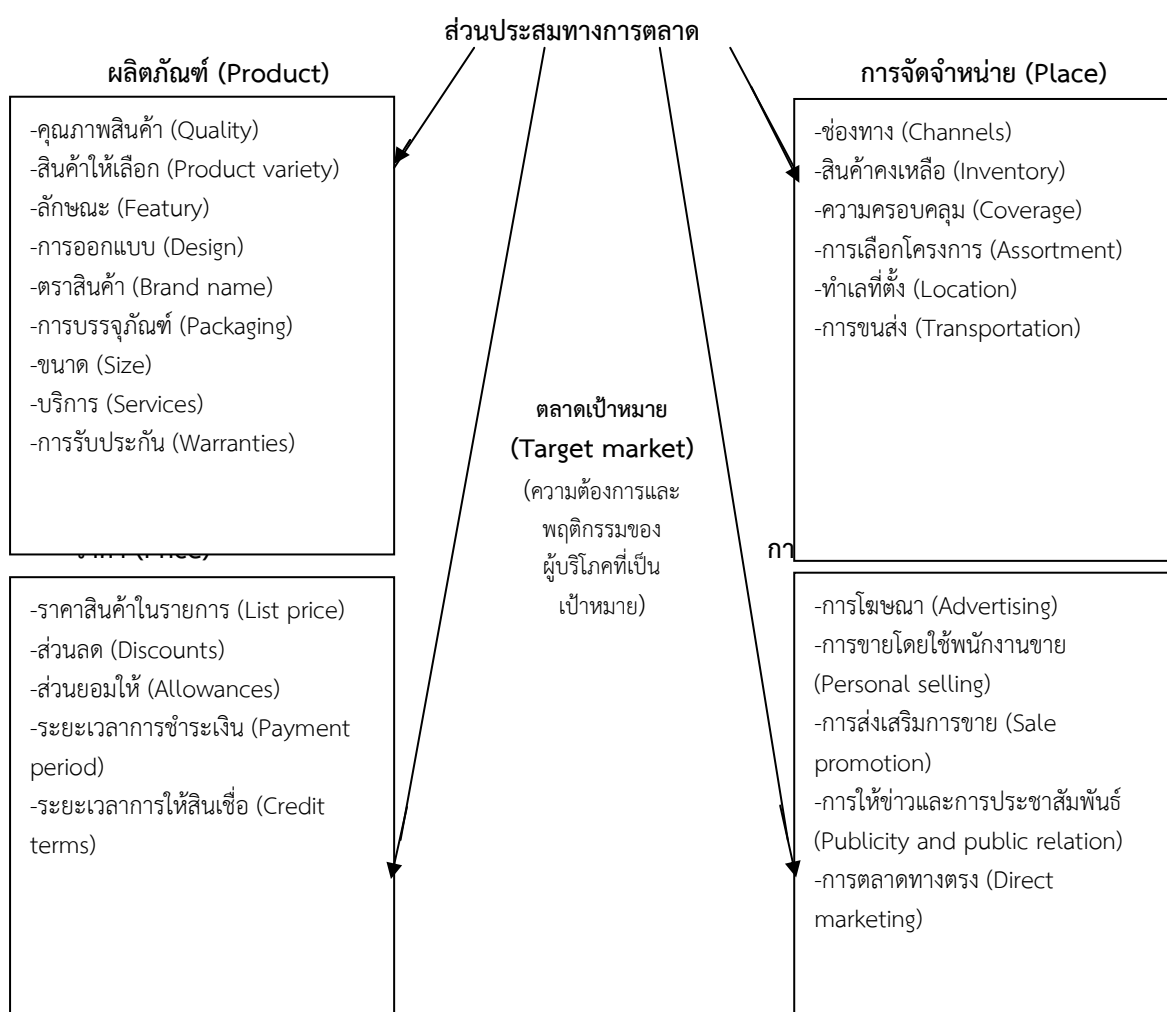 ส่วนประสมทางการตลาด
ผลิตภัณฑ์ (Product)
-คุณภาพสินค้า (Quality)
-สินค้าให้เลือก (Product variety)
-ลักษณะ (Featury)
-การออกแบบ (Design)
-ตราสินค้า (Brand name)
-การบรรจุภัณฑ์ (Packaging)
-ขนาด (Size)
-บริการ (Services)
-การรับประกัน (Warranties)
การจัดจำหน่าย (Place)
-ช่องทาง (Channels)
-สินค้าคงเหลือ (Inventory)
-ความครอบคลุม (Coverage)
-การเลือกโครงการ (Assortment)
-ทำเลที่ตั้ง (Location)
-การขนส่ง (Transportation)
ตลาดเป้าหมาย
(Target market)
(ความต้องการและ
พฤติกรรมของ
ผู้บริโภคที่เป็น
เป้าหมาย)
(Price)
-ราคาสินค้าในรายการ (List price)
-ส่วนลด (Discounts)
-ส่วนยอมให้ (Allowances)
-ระยะเวลาการชำระเงิน (Payment
period)
-ระยะเวลาการให้สินเชื่อ (Credit
terms)
กา
-การโฆษณา (Advertising)
-การขายโดยใช้พนักงานขาย
(Personal selling)
-การส่งเสริมการขาย (Sale
promotion)
-การให้ข่าวและการประชาสัมพันธ์
(Publicity and public relation)
-การตลาดทางตรง (Direct
marketing)